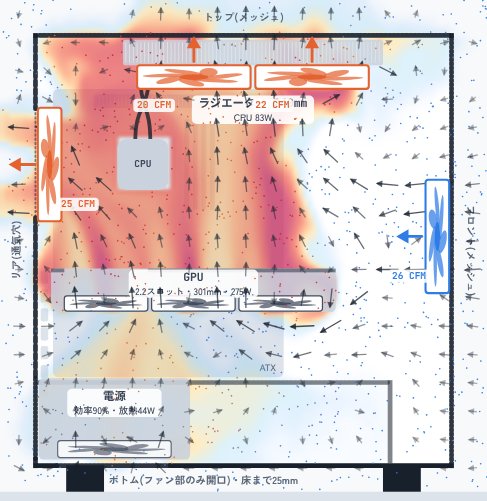 トップ(メッシュ)
20 CFM
ラジエータ
22 CFM
mm
CPU 83W
CPU
25 CFM
リア(通気穴)
フロント(メッシュ)
26 CFM
GPU
2.2スロット・301mm・275W
ATX
電源
効率90%・放熱44W
ボトム(ファン部のみ開口)・床まで25mm